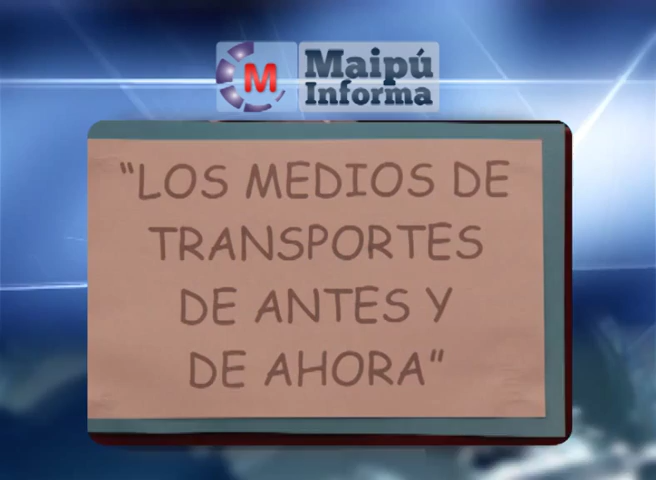 M
Maipú
Informa
"LOS MEDIOS DE
TRANSPORTES
DE ANTES Y
DE AHORA"